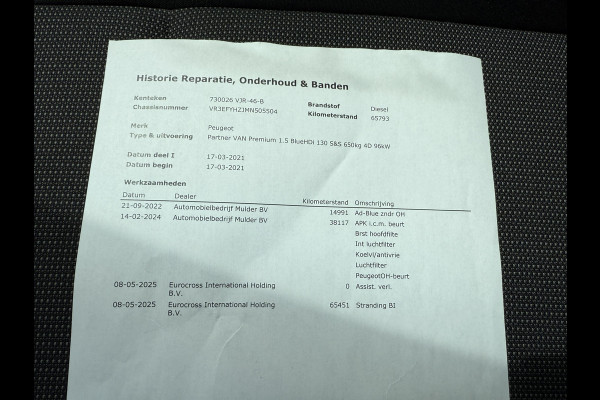 Historie Reparatie, Onderhoud & Banden
Kenteken 730026 VJR-46-B Brandstof Diesel
Chassisnummer VR3EFYHZJMN505504 Kilometerstand 65793
Merk Peugeot
Type & uitvoering Partner VAN Premium 1.5 BlueHDi 130 S&S 650kg 4D 96kW
Datum deel I 17-03-2021
Datum begin 17-03-2021
Werkzaamheden
Datum Dealer Kilometerstand Omschrijving
21-09-2022 Automobielbedrijf Mulder BV 14991 Ad-Blue zndr OH
14-02-2024 Automobielbedrijf Mulder BV 38117 APK i.c.m. beurt
Brst hoofdfilte
Int luchtfilter
Koelvl/antivrie
Luchtfilter
PeugeotOH-beurt
08-05-2025 Eurocross International Holding B.V. 0 Assist. verl.
08-05-2025 Eurocross International Holding B.V. 65451 Stranding BI